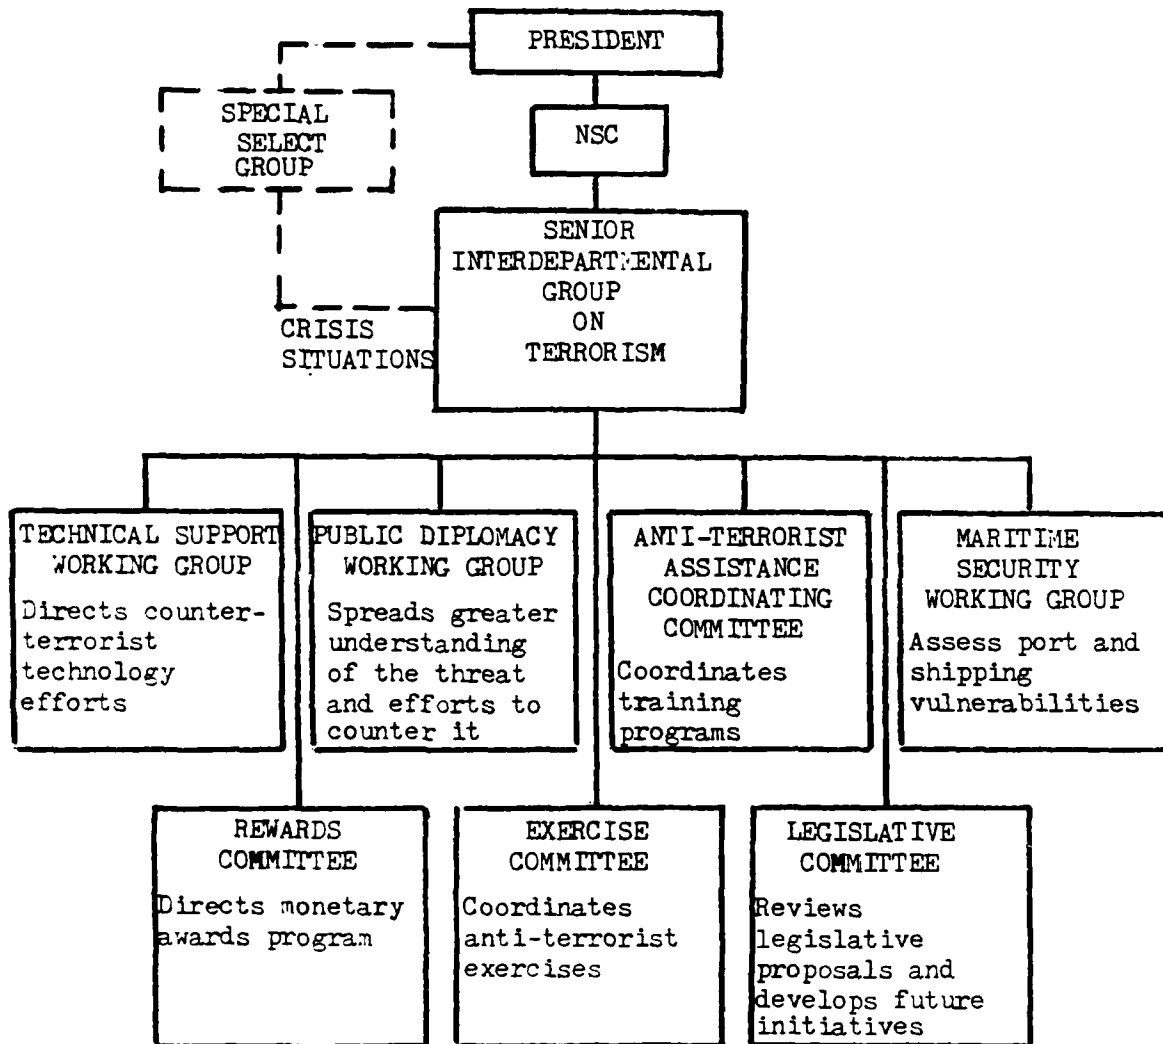 PRESIDENT
SPECIAL
SELECT
GROUP
NSC
SENIOR
INTERDEPARTMENTAL
GROUP
ON
TERRORISM
CRISIS
SITUATIONS
TECHNICAL SUPPORT
WORKING GROUP
Directs counter-
terrorist
technology
efforts
PUBLIC DIPLOMACY
WORKING GROUP
Spreads greater
understanding
of the threat
and efforts to
counter it
ANTI-TERRORIST
ASSISTANCE
COORDINATING
COMMITTEE
Coordinates
training
programs
MARITIME
SECURITY
WORKING GROUP
Assess port and
shipping
vulnerabilities
REWARDS
COMMITTEE
Directs monetary
awards program
EXERCISE
COMMITTEE
Coordinates
anti-terrorist
exercises
LEGISLATIVE
COMMITTEE
Reviews
legislative
proposals and
develops future
initiatives